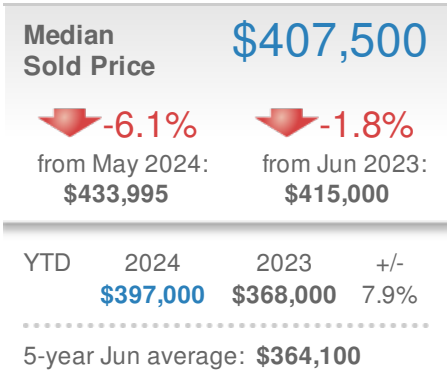 Median $407,500
Sold Price
-6.1% -1.8%
from May 2024: from Jun 2023:
$433,995 $415,000
YTD 2024 2023 +/-
$397,000 $368,000 7.9%
5-year Jun average: $364,100